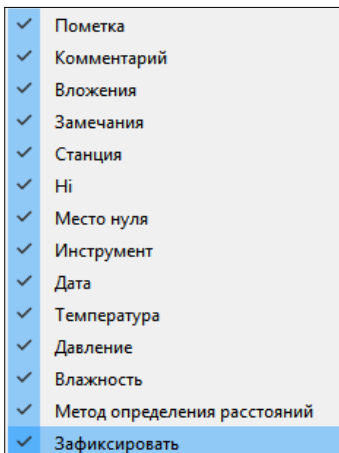 Пометка
Комментарий
Вложения
Замечания
Станция
Hi
Место нуля
Инструмент
Дата
Температура
Давление
Влажность
Метод определения расстояний
Зафиксировать